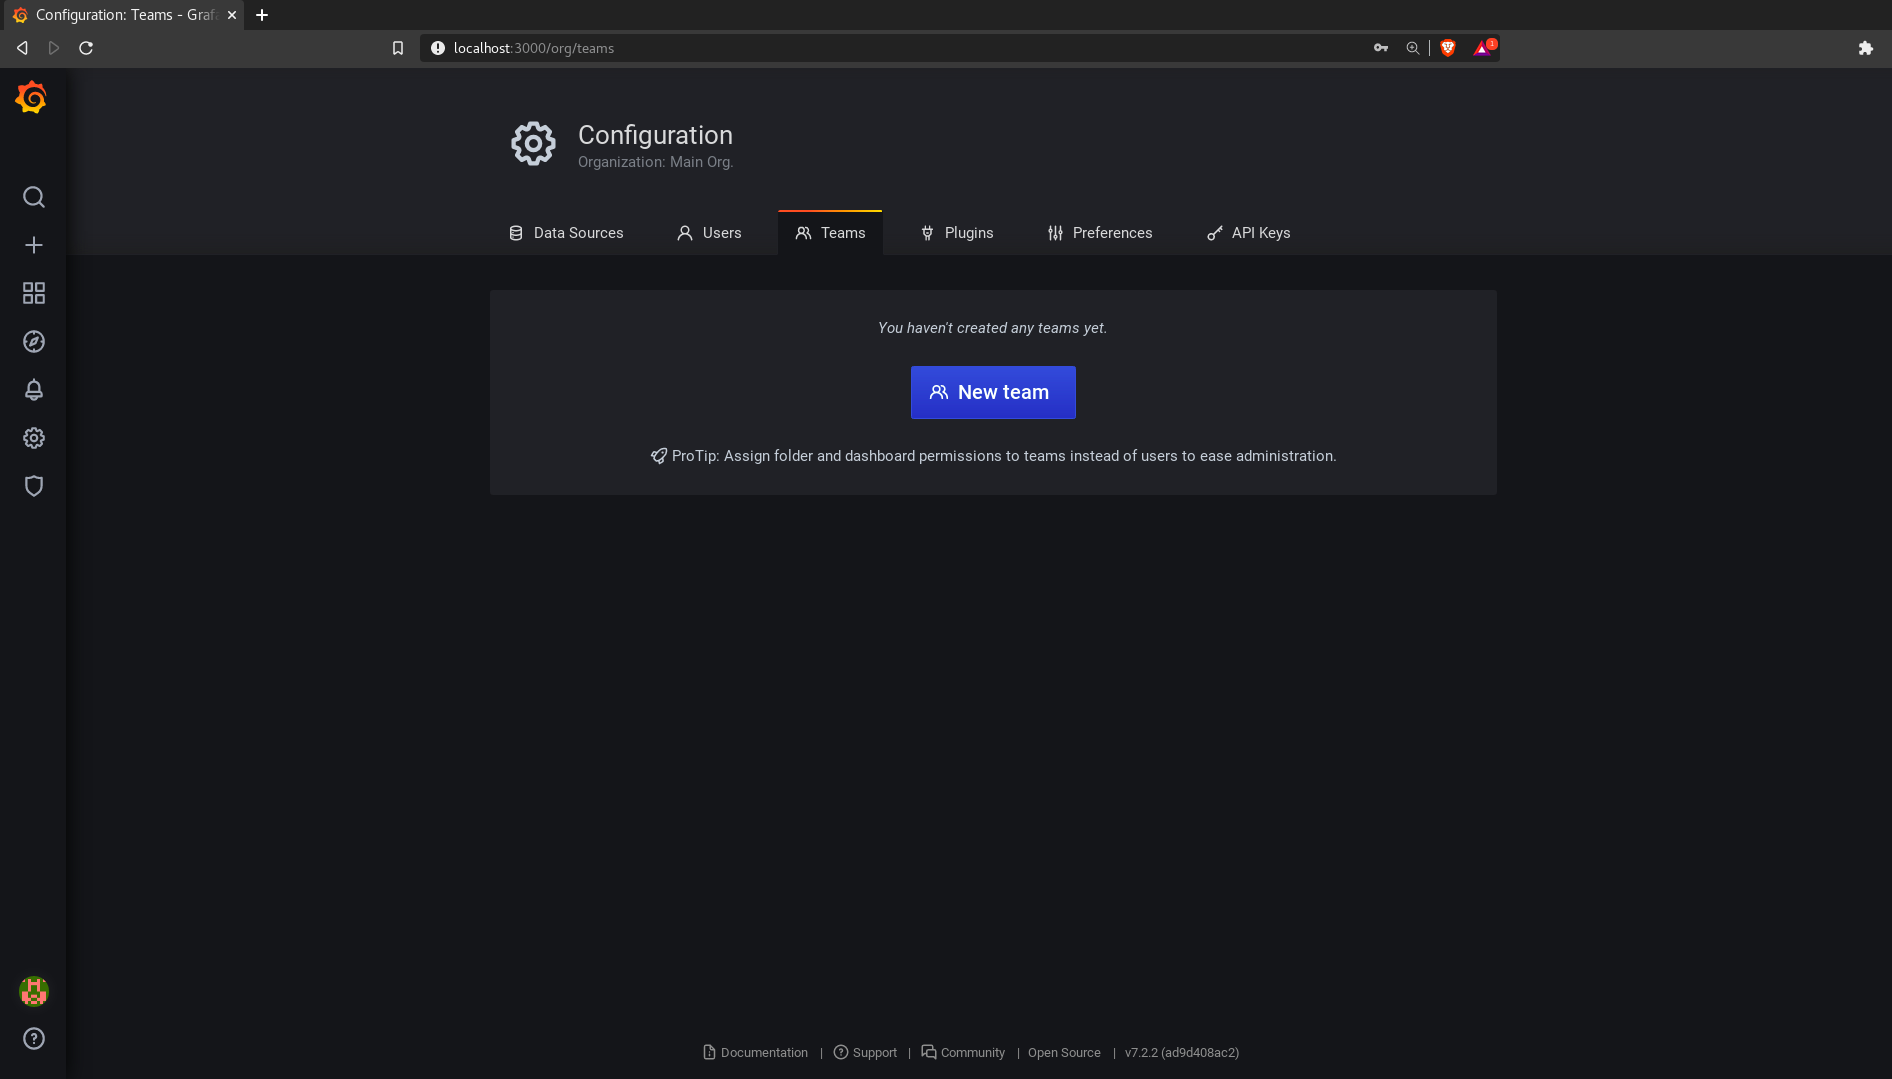 Configuration: Teams - Grafa
localhost:3000/org/teams
1
Configuration
Organization: Main Org.
Data Sources
Users
Teams
Plugins
Preferences
API Keys
You haven't created any teams yet.
New team
ProTip: Assign folder and dashboard permissions to teams instead of users to ease administration.
Documentation | Support | Community | Open Source | v7.2.2 (ad9d408ac2)